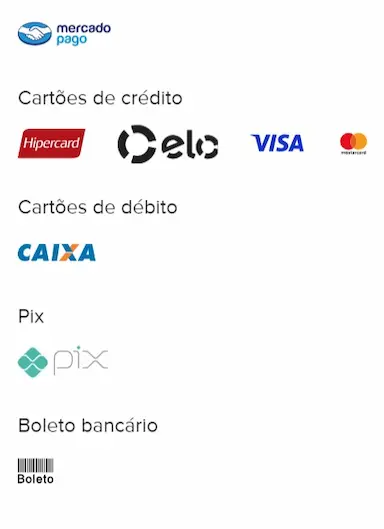 mercado
pago
Cartões de crédito
Hipercard elo VISA mastercard
Cartões de débito
CAIXA
Pix
pix
Boleto bancário
Boleto